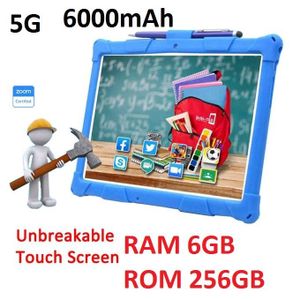 5G
6000mAh
zoom
Certified
Unbreakable
Touch Screen
RAM 6GB
ROM 256GB